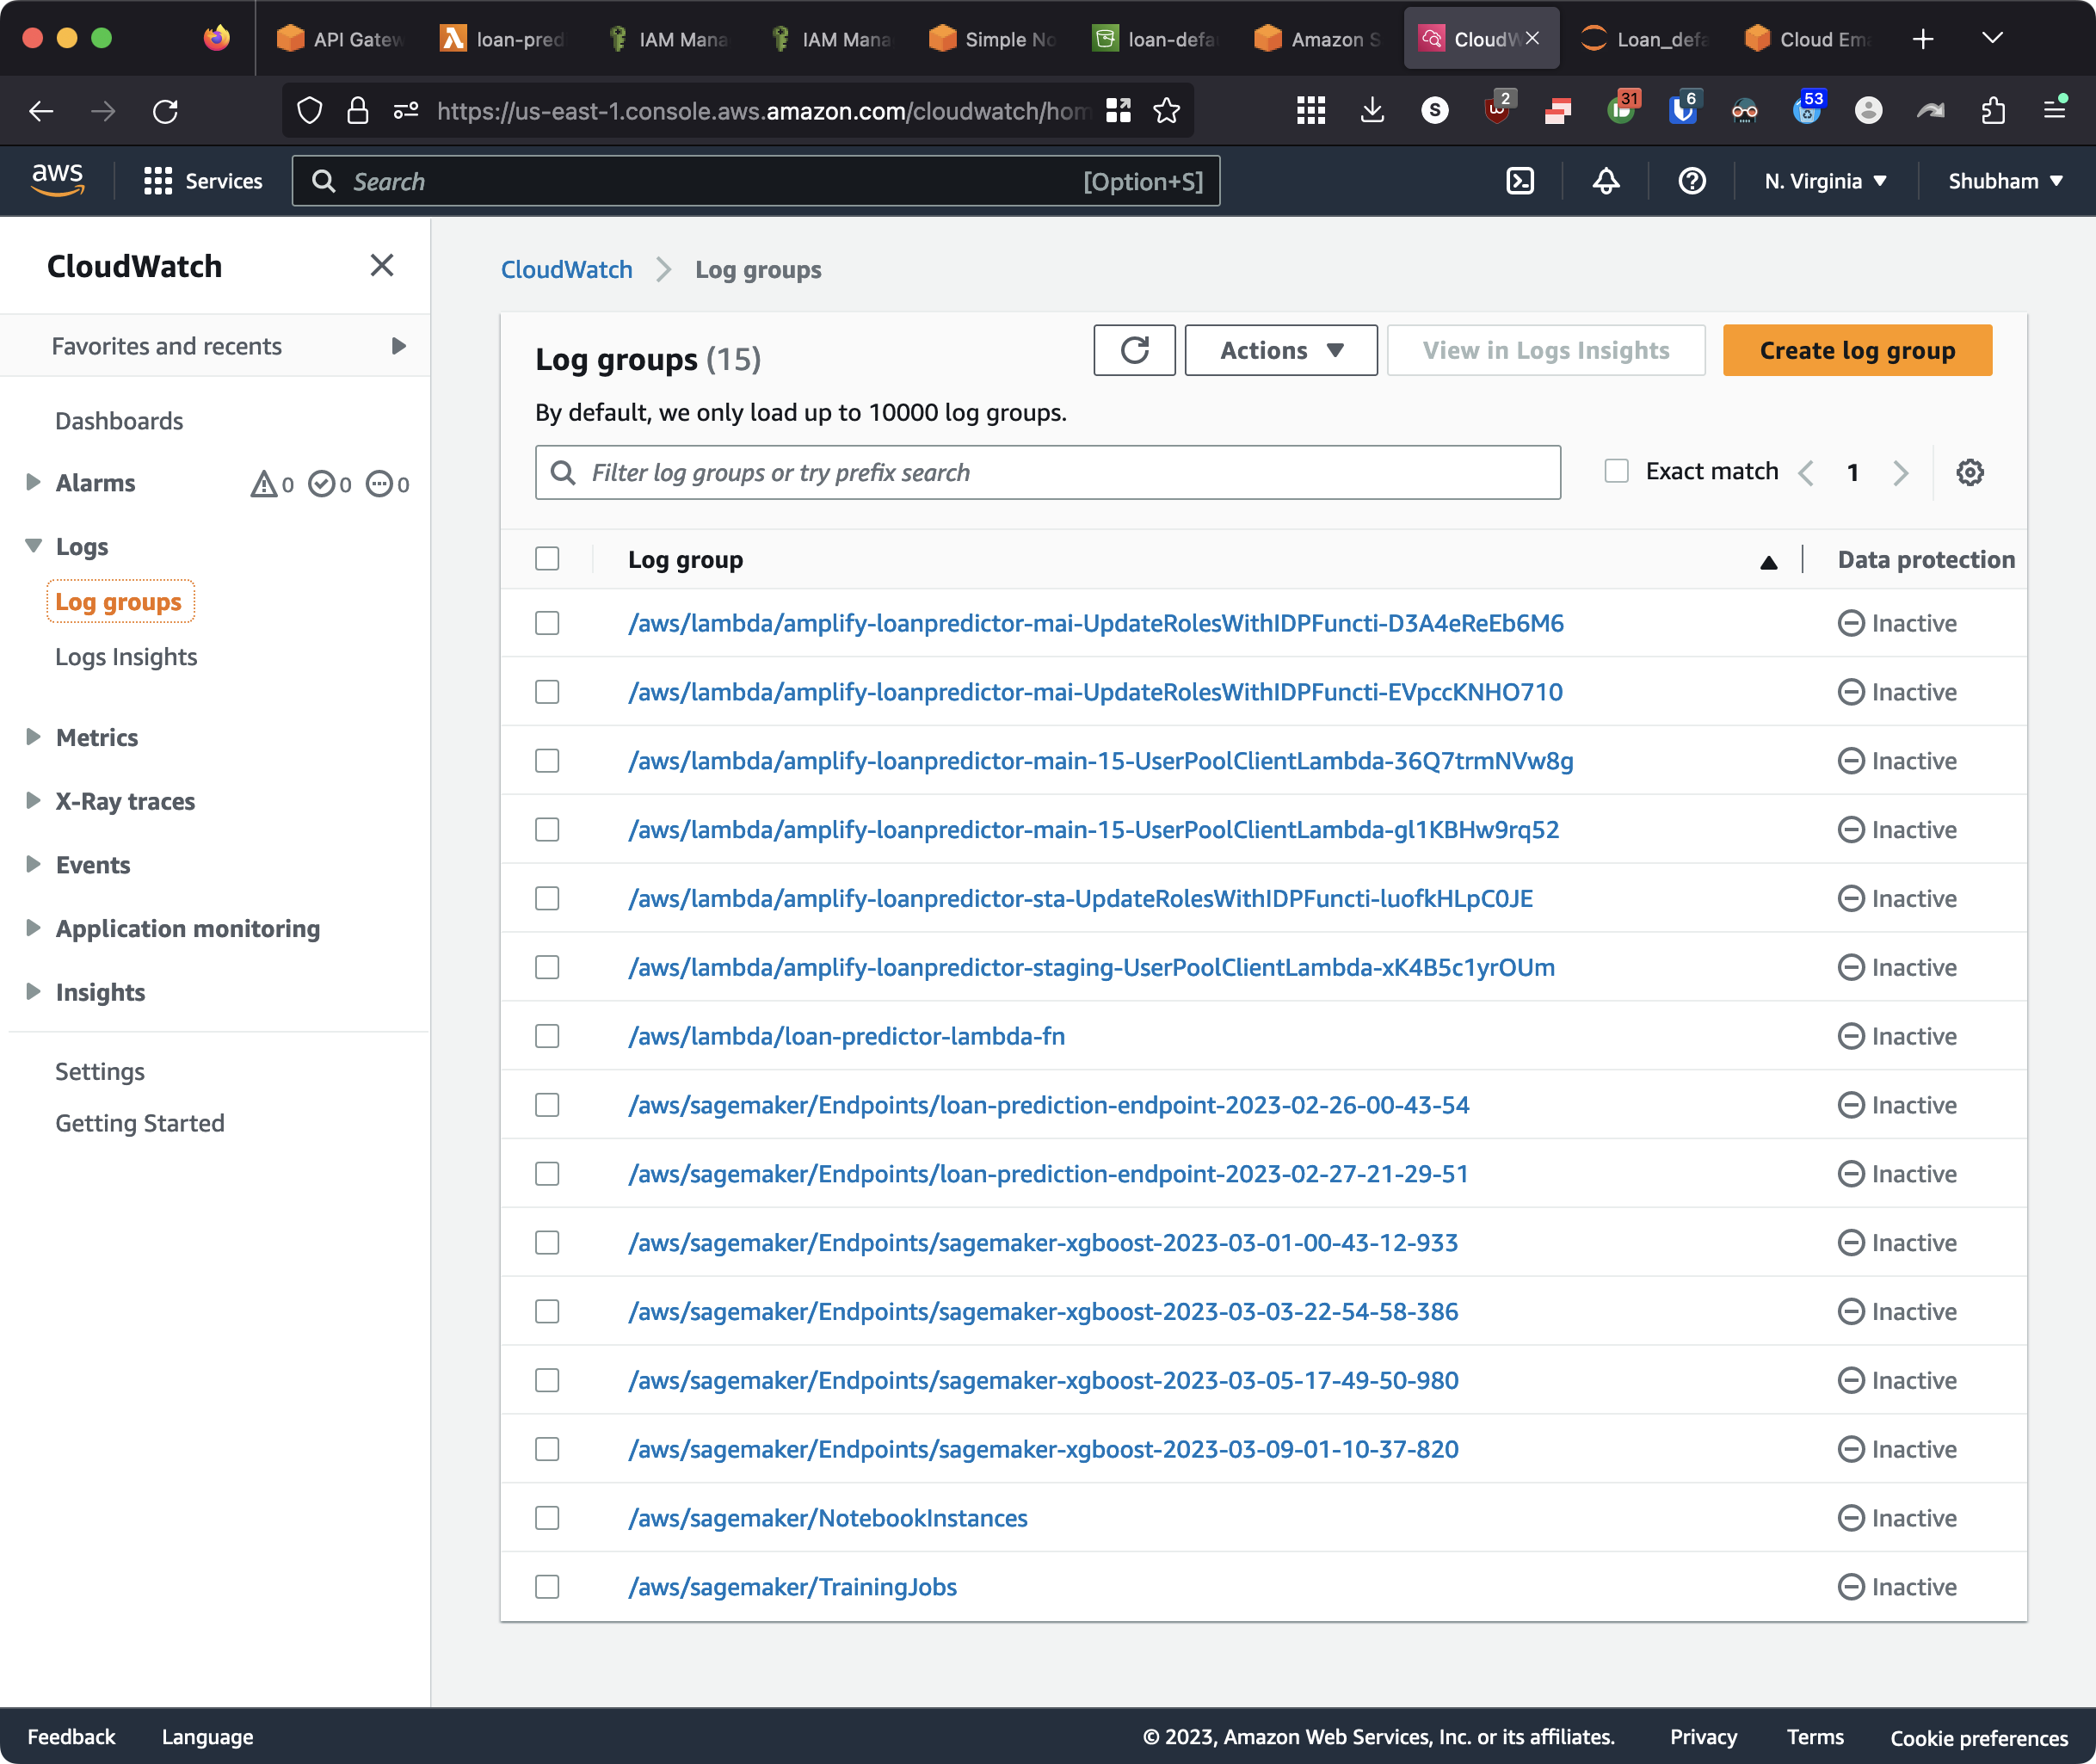 API Gatew
loan-pred
IAM Mana
IAM Mana
Simple No
loan-defau
Amazon S
CloudW
Loan_defa
Cloud Ema
https://us-east-1.console.aws.amazon.com/cloudwatch/hom
S
2
31
6
53
aws
Services
Search
[Option+S]
N. Virginia
Shubham
CloudWatch
Favorites and recents
Dashboards
Alarms
0
0
0
Logs
Log groups
Logs Insights
Metrics
X-Ray traces
Events
Application monitoring
Insights
Settings
Getting Started
CloudWatch
Log groups
Log groups (15)
Actions
View in Logs Insights
Create log group
By default, we only load up to 10000 log groups.
Filter log groups or try prefix search
Exact match
1
Log group
Data protection
/aws/lambda/amplify-loanpredictor-mai-UpdateRolesWithIDPFuncti-D3A4eReEb6M6
Inactive
/aws/lambda/amplify-loanpredictor-mai-UpdateRolesWithIDPFuncti-EVpccKNHO710
Inactive
/aws/lambda/amplify-loanpredictor-main-15-UserPoolClientLambda-36Q7trmNVw8g
Inactive
/aws/lambda/amplify-loanpredictor-main-15-UserPoolClientLambda-gl1KBHw9rq52
Inactive
/aws/lambda/amplify-loanpredictor-sta-UpdateRolesWithIDPFuncti-luofkHLpC0JE
Inactive
/aws/lambda/amplify-loanpredictor-staging-UserPoolClientLambda-xK4B5c1yrOUm
Inactive
/aws/lambda/loan-predictor-lambda-fn
Inactive
/aws/sagemaker/Endpoints/loan-prediction-endpoint-2023-02-26-00-43-54
Inactive
/aws/sagemaker/Endpoints/loan-prediction-endpoint-2023-02-27-21-29-51
Inactive
/aws/sagemaker/Endpoints/sagemaker-xgboost-2023-03-01-00-43-12-933
Inactive
/aws/sagemaker/Endpoints/sagemaker-xgboost-2023-03-03-22-54-58-386
Inactive
/aws/sagemaker/Endpoints/sagemaker-xgboost-2023-03-05-17-49-50-980
Inactive
/aws/sagemaker/Endpoints/sagemaker-xgboost-2023-03-09-01-10-37-820
Inactive
/aws/sagemaker/NotebookInstances
Inactive
/aws/sagemaker/TrainingJobs
Inactive
Feedback
Language
© 2023, Amazon Web Services, Inc. or its affiliates.
Privacy
Terms
Cookie preferences